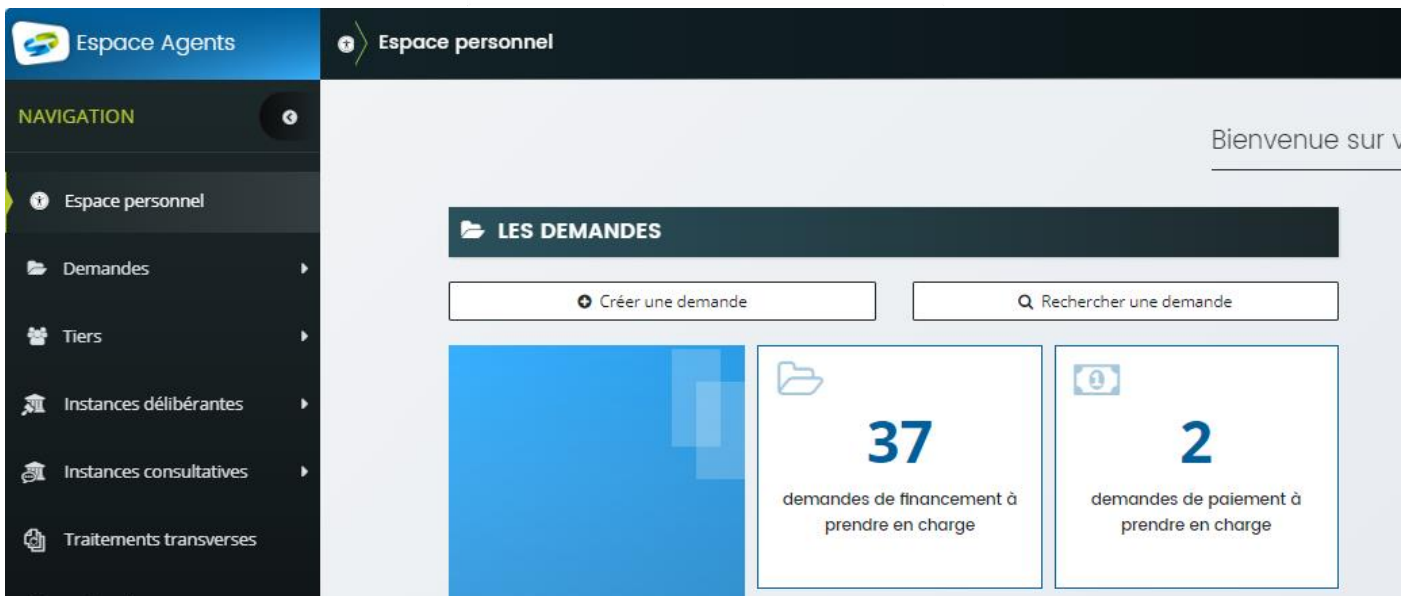 Espace Agents
Espace personnel
NAVIGATION
Bienvenue sur
Espace personnel
LES DEMANDES
Demandes
Créer une demande
Rechercher une demande
Tiers
Instances délibérantes
37
2
demandes de financement à
prendre en charge
demandes de paiement à
prendre en charge
Instances consultatives
Traitements transverses